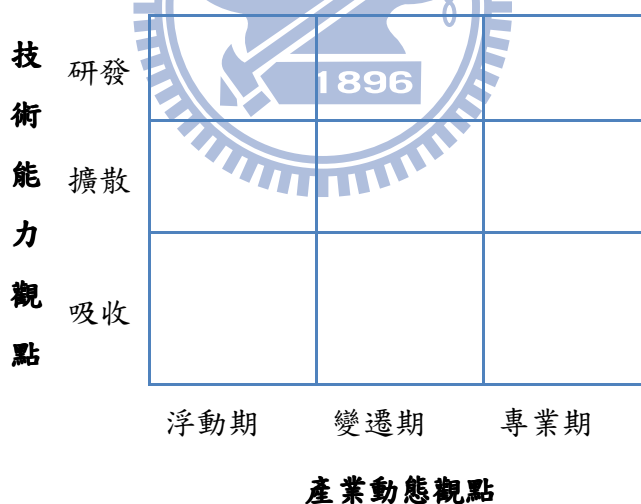 技術能力觀點
研發
1896
擴散
吸收
浮動期 變遷期 專業期
產業動態觀點